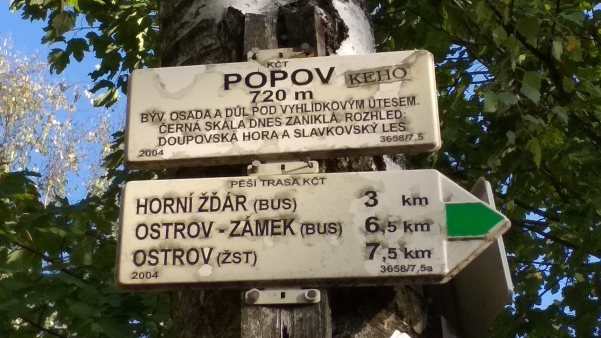 KČT
POPOV KEHO
720 m
BÝV. OSADA A DŮL POD VYHLÍDKOVÝM ÚTESEM.
ČERNÁ SKÁLA DNES ZANIKLÁ. ROZHLED:
DOUPOVSKÁ HORA A SLAVKOVSKÝ LES
2004 3658/7,5
PĚŠÍ TRASA KČT
HORNÍ ŽĎÁR (BUS) 3 km
OSTROV - ZÁMEK (BUS) 6,5 km
OSTROV (ŽST) 7,5 km
2004 3658/7,5a